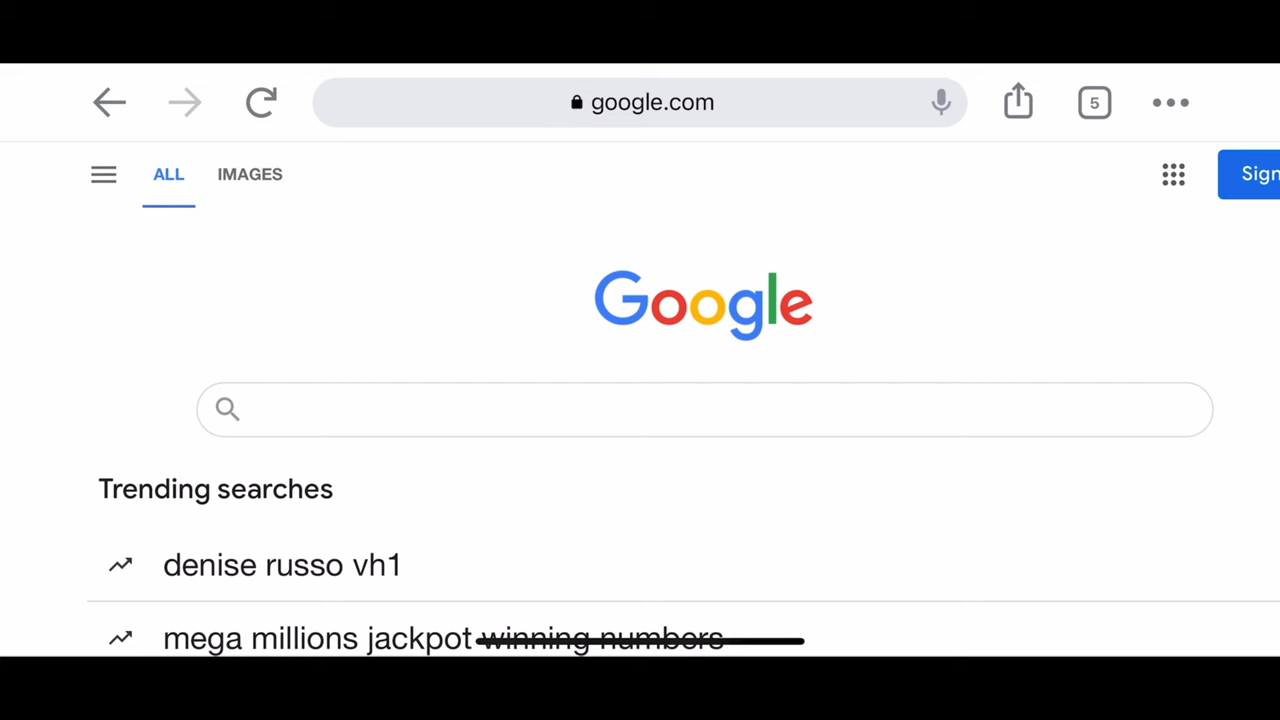 google.com
5
ALL IMAGES
Sign
Google
Trending searches
denise russo vh1
mega millions jackpot winning numbers